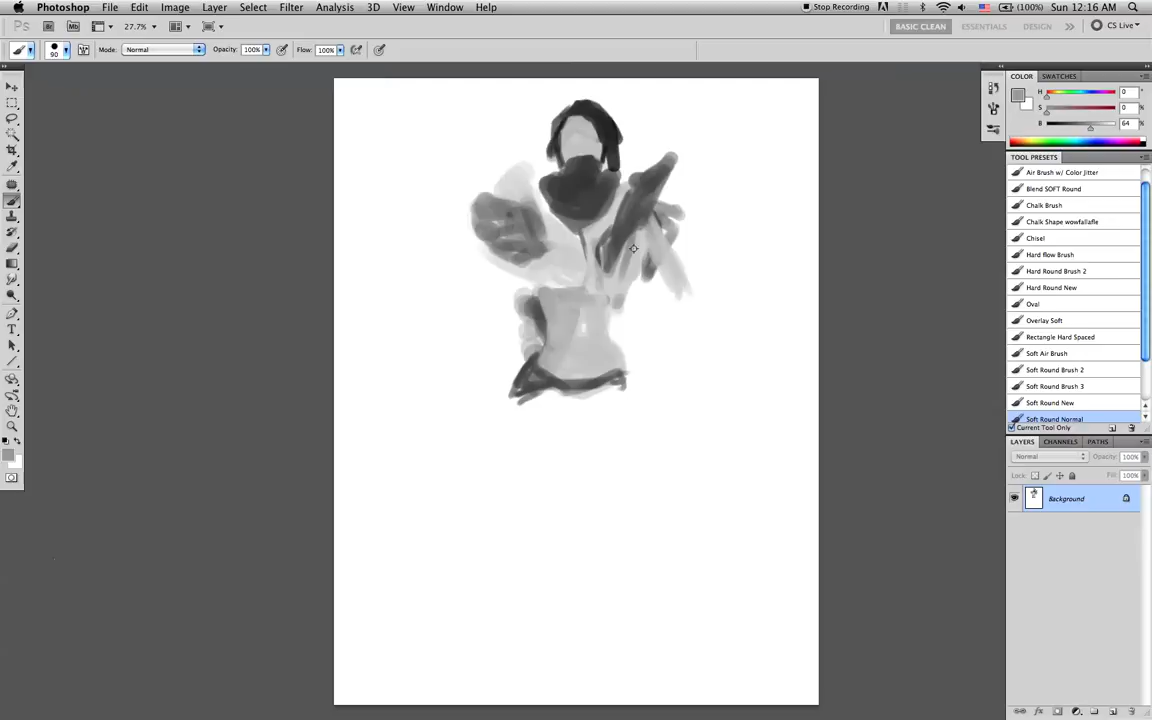 Photoshop File Edit Image Layer Select Filter Analysis 3D View Window Help Stop Recording (100%) Sun 12:16 AM
Ps Br Mb 27.7% BASIC CLEAN ESSENTIALS DESIGN CS Live
90 Mode: Normal Opacity: 100% Flow: 100%
COLOR SWATCHES
H 0 °
S 0 %
B 64 %
TOOL PRESETS
Air Brush w/ Color Jitter
Blend SOFT Round
Chalk Brush
Chalk Shape wowfallafle
Chisel
Hard flow Brush
Hard Round Brush 2
Hard Round New
Oval
Overlay Soft
Rectangle Hard Spaced
Soft Air Brush
Soft Round Brush 2
Soft Round Brush 3
Soft Round New
Soft Round Normal
Current Tool Only
LAYERS CHANNELS PATHS
Normal Opacity: 100%
Lock: Fill: 100%
Background